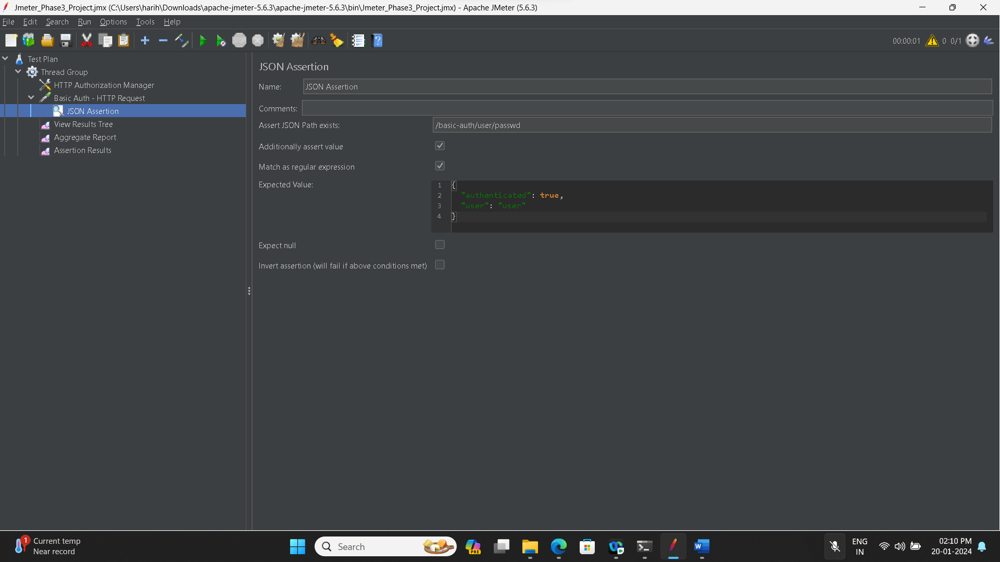 Jmeter_Phase3_Project.jmx (C:\Users\harih\Downloads\apache-jmeter-5.6.3\apache-jmeter-5.6.3\bin\Jmeter_Phase3_Project.jmx) - Apache JMeter (5.6.3)
File Edit Search Run Options Tools Help
STOP 00:00:01 0 0/1
Test Plan
Thread Group
HTTP Authorization Manager
Basic Auth - HTTP Request
JSON Assertion
View Results Tree
Aggregate Report
Assertion Results
JSON Assertion
Name: JSON Assertion
Comments:
Assert JSON Path exists: /basic-auth/user/passwd
Additionally assert value
Match as regular expression
Expected Value:
1 {
2 "authenticated": true,
3 "user": "user"
4 }
Expect null
Invert assertion (will fail if above conditions met)
1
Current temp
Near record
Search
PRE
W
ENG
IN
02:10 PM
20-01-2024